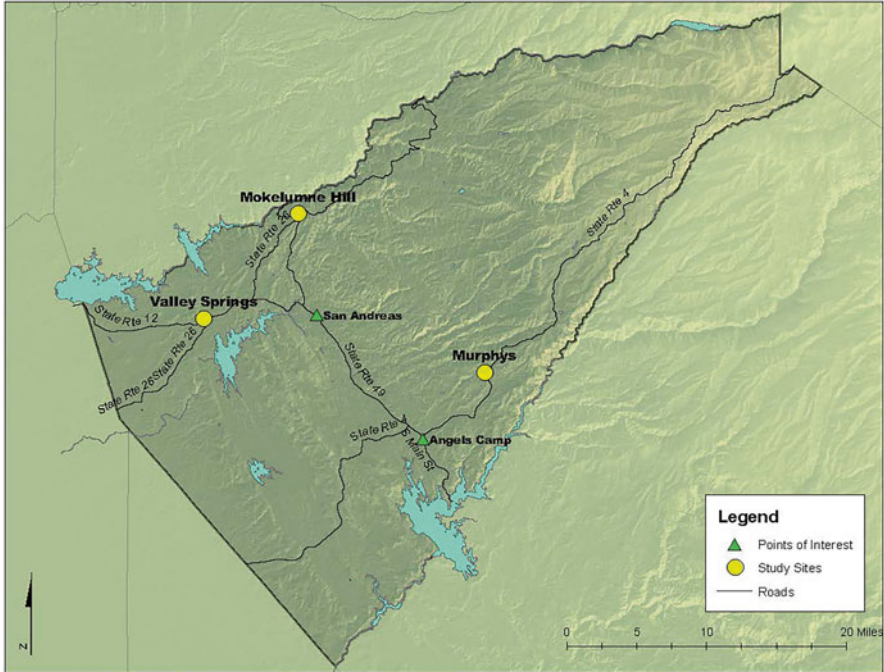 State Rte 4
Mokelumne Hill
State Rte 26
Valley Springs
State Rte 12
San Andreas
State Rte 26
State Rte 26
State Rte 49
Murphys
State Rte 4
Angels Camp
S Main St
Legend
Points of Interest
Study Sites
Roads
N
0 5 10 20 Miles